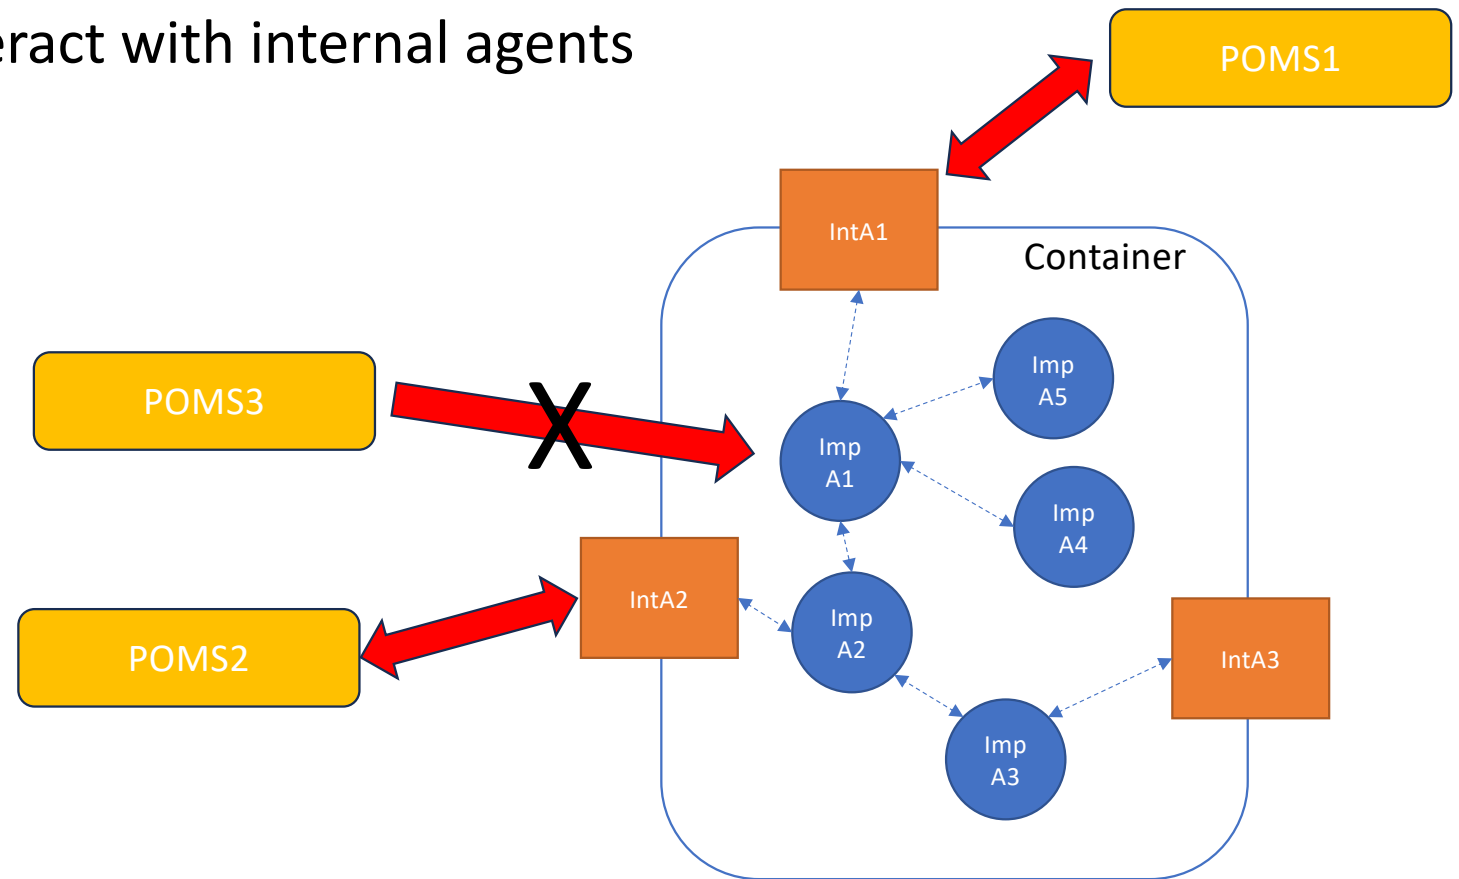 eract with internal agents
POMS1
IntA1
Container
POMS3
X
Imp
A5
Imp
A1
Imp
A4
IntA2
Imp
A2
POMS2
IntA3
Imp
A3